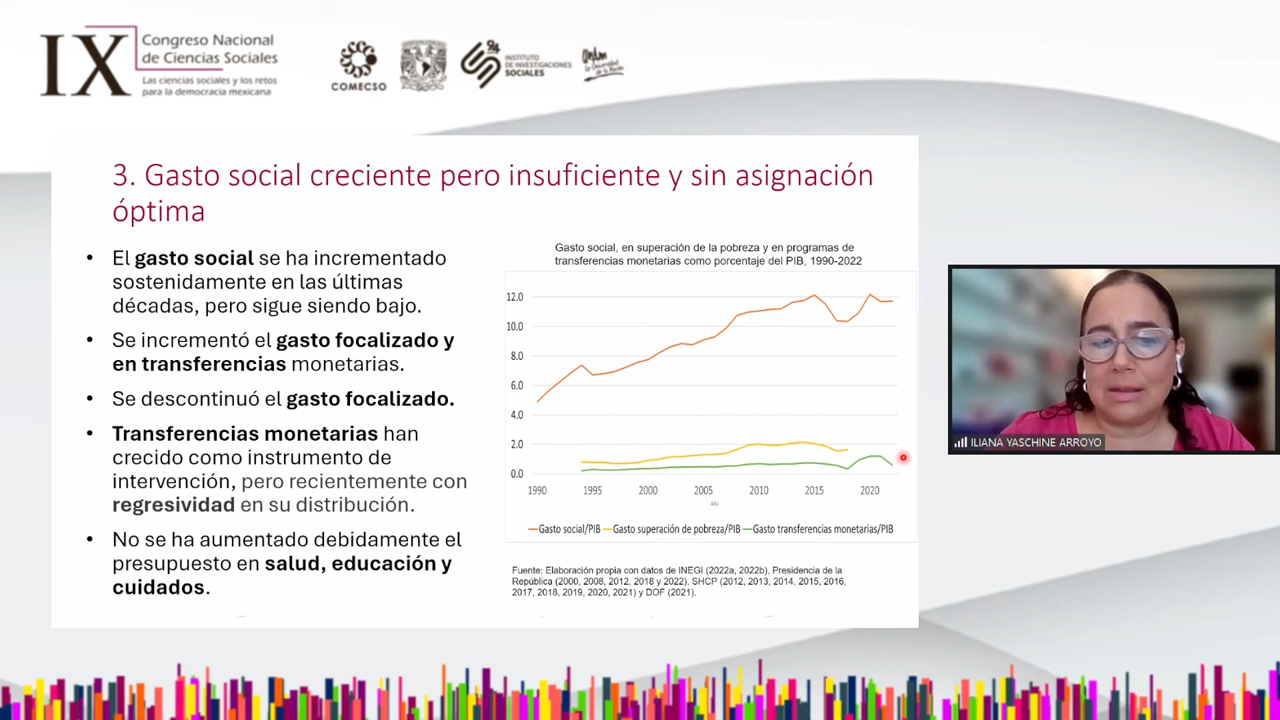 IX
Congreso Nacional
de Ciencias Sociales
Las ciencias sociales y los retos
para la democracia mexicana
COMECSO
94
INSTITUTO
DE INVESTIGACIONES
SOCIALES
UNAM
La Universidad
de la Nación
3. Gasto social creciente pero insuficiente y sin asignación
óptima
• El gasto social se ha incrementado
sostenidamente en las últimas
décadas, pero sigue siendo bajo.
• Se incrementó el gasto focalizado y
en transferencias monetarias.
• Se descontinuó el gasto focalizado.
• Transferencias monetarias han
crecido como instrumento de
intervención, pero recientemente con
regresividad en su distribución.
• No se ha aumentado debidamente el
presupuesto en salud, educación y
cuidados.
Gasto social, en superación de la pobreza y en programas de
transferencias monetarias como porcentaje del PIB, 1990-2022
12.0
10.0
8.0
6.0
4.0
2.0
0.0
1990 1995 2000 2005 2010 2015 2020
Año
Gasto social/PIB Gasto superación de pobreza/PIB Gasto transferencias monetarias/PIB
Fuente: Elaboración propia con datos de INEGI (2022a, 2022b), Presidencia de la
República (2000, 2008, 2012, 2018 y 2022), SHCP (2012, 2013, 2014, 2015, 2016,
2017, 2018, 2019, 2020, 2021) y DOF (2021).
ILIANA YASCHINE ARROYO